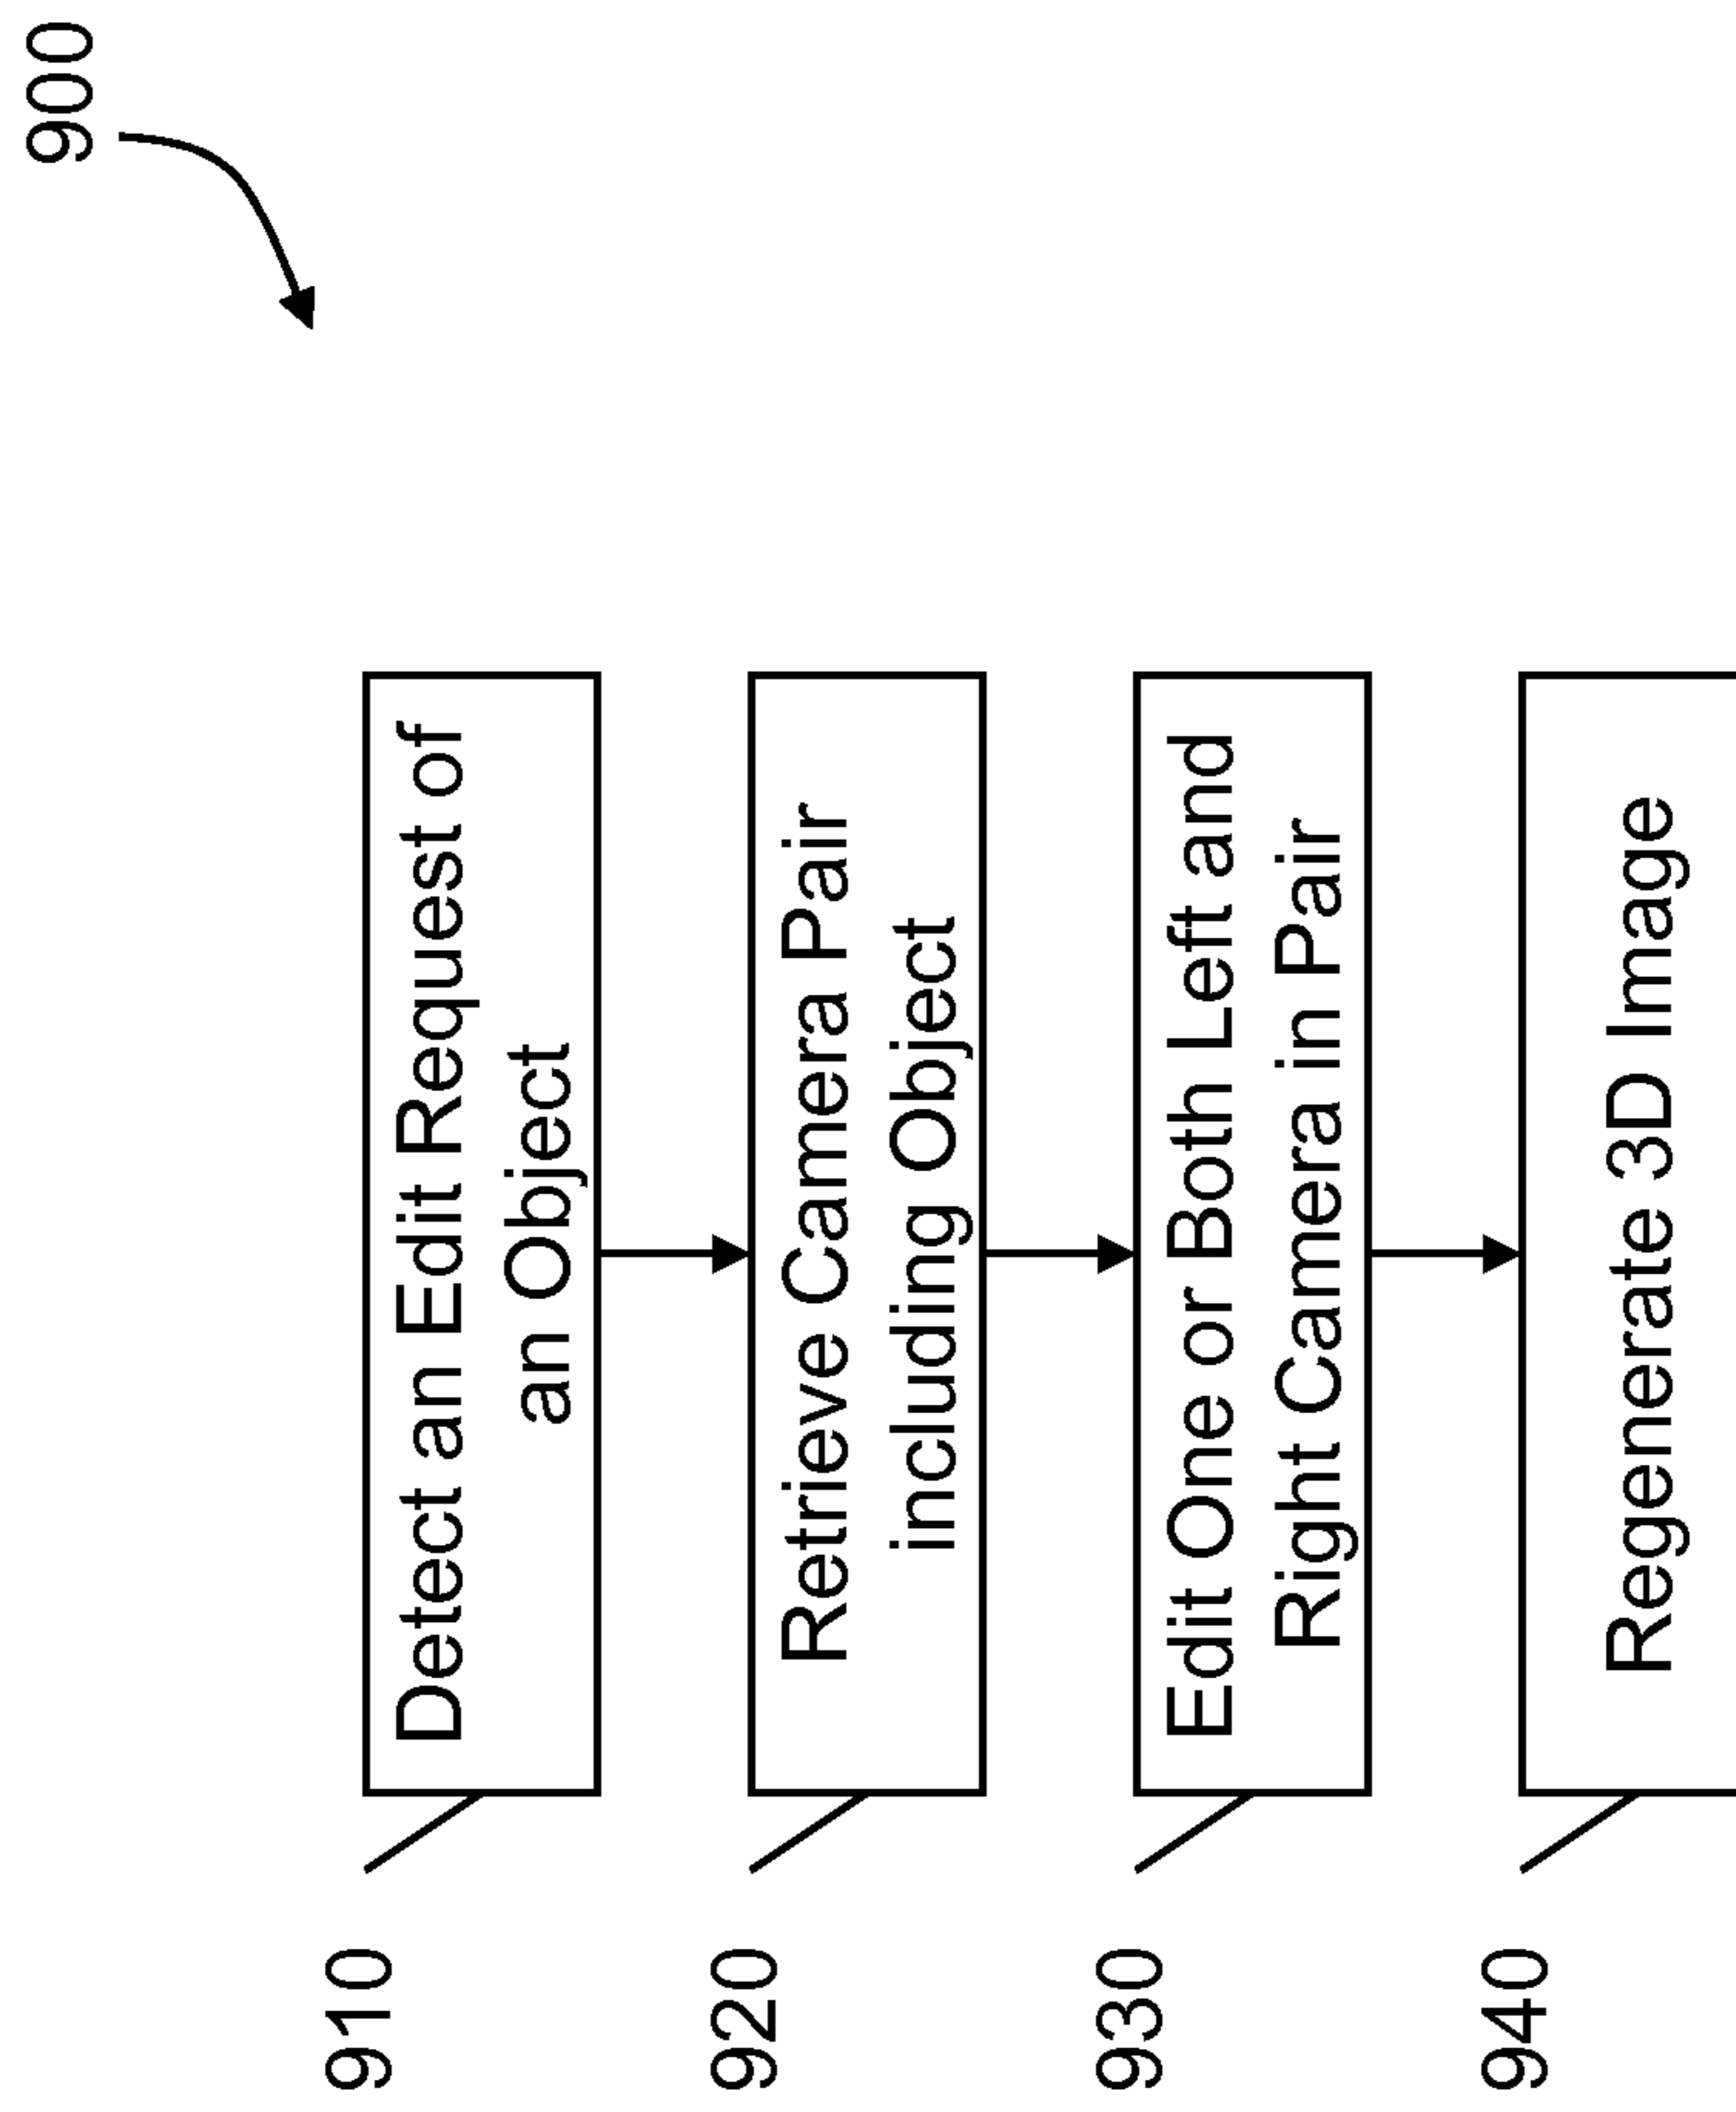 900
910
Detect an Edit Request of
an Object
920
Retrieve Camera Pair
including Object
930
Edit One or Both Left and
Right Camera in Pair
940
Regenerate 3D Image